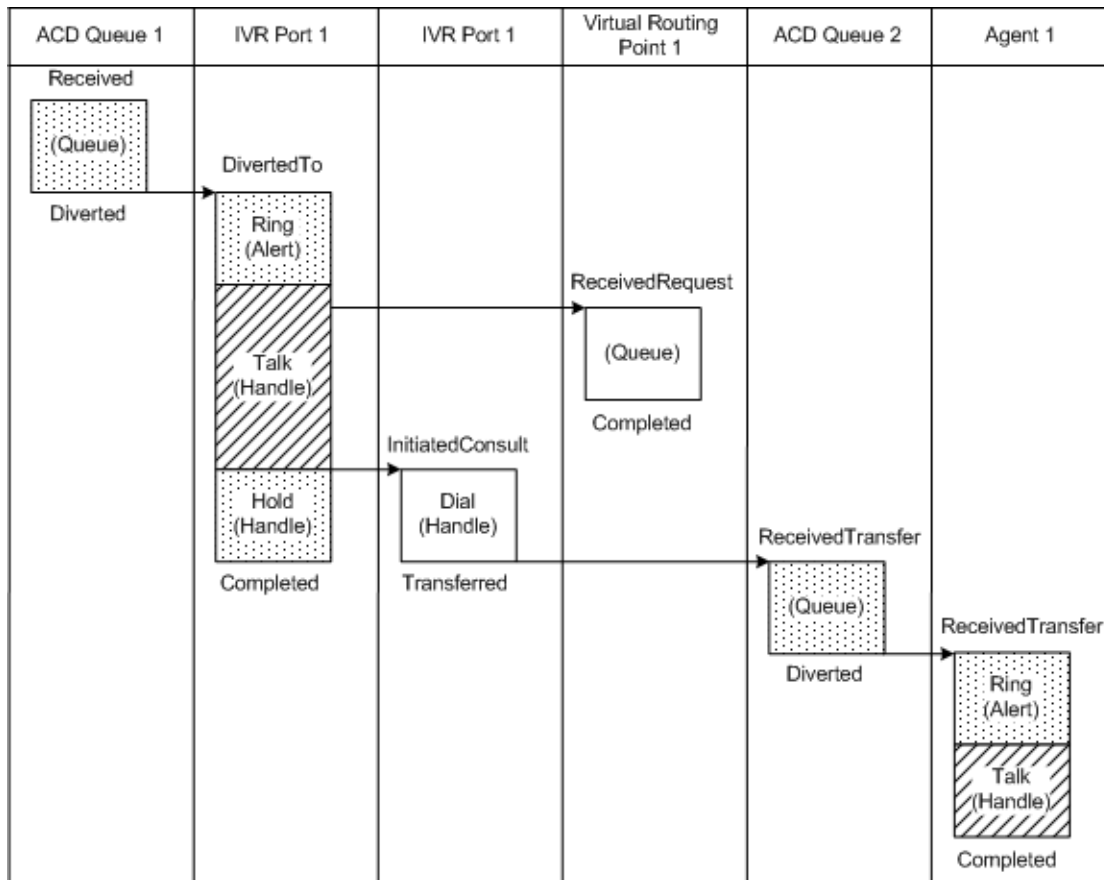 ACD Queue 1
IVR Port 1
IVR Port 1
Virtual Routing
Point 1
ACD Queue 2
Agent 1
Received
(Queue)
Diverted
DivertedTo
Ring
(Alert)
Talk
(Handle)
Hold
(Handle)
Completed
InitiatedConsult
Dial
(Handle)
Transferred
ReceivedRequest
(Queue)
Completed
ReceivedTransfer
(Queue)
Diverted
ReceivedTransfer
Ring
(Alert)
Talk
(Handle)
Completed